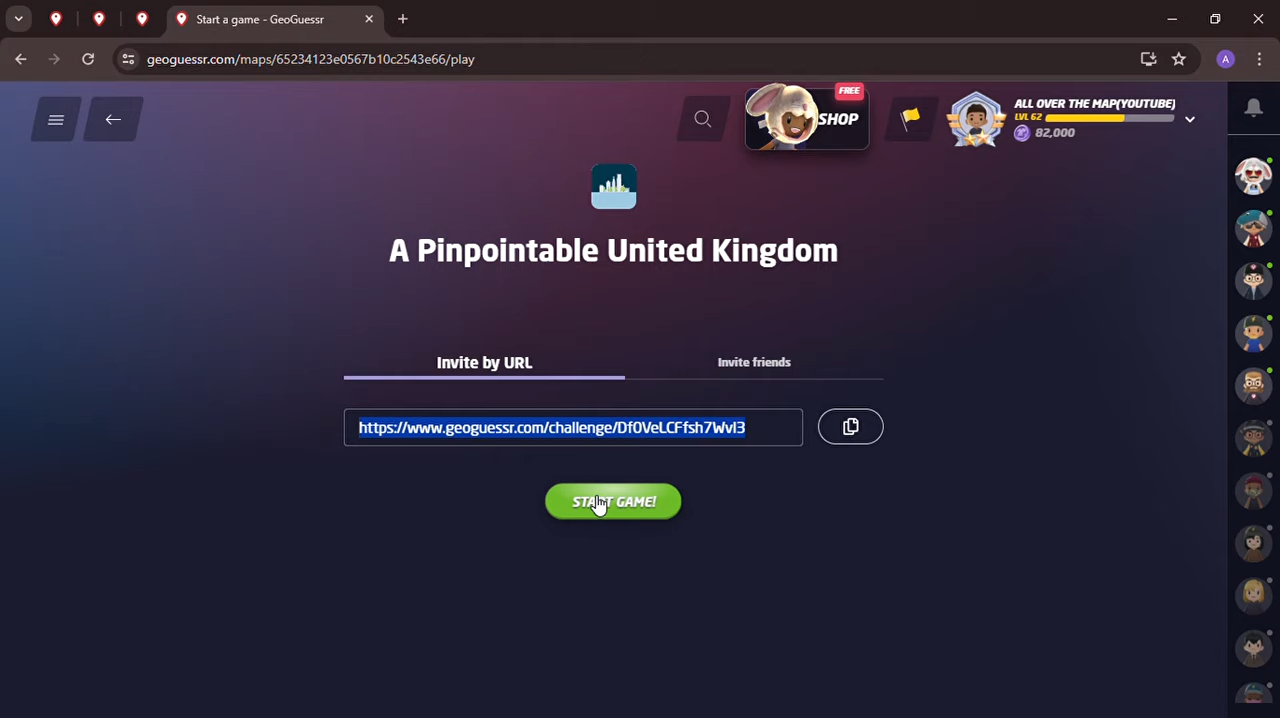 Start a game - GeoGuessr
geoguessr.com/maps/65234123e0567b10c2543e66/play
A
FREE
SHOP
ALL OVER THE MAP(YOUTUBE)
LVL 62
82,000
A Pinpointable United Kingdom
Invite by URL
Invite friends
https://www.geoguessr.com/challenge/Df0VeLCFfsh7Wvl3
START GAME!